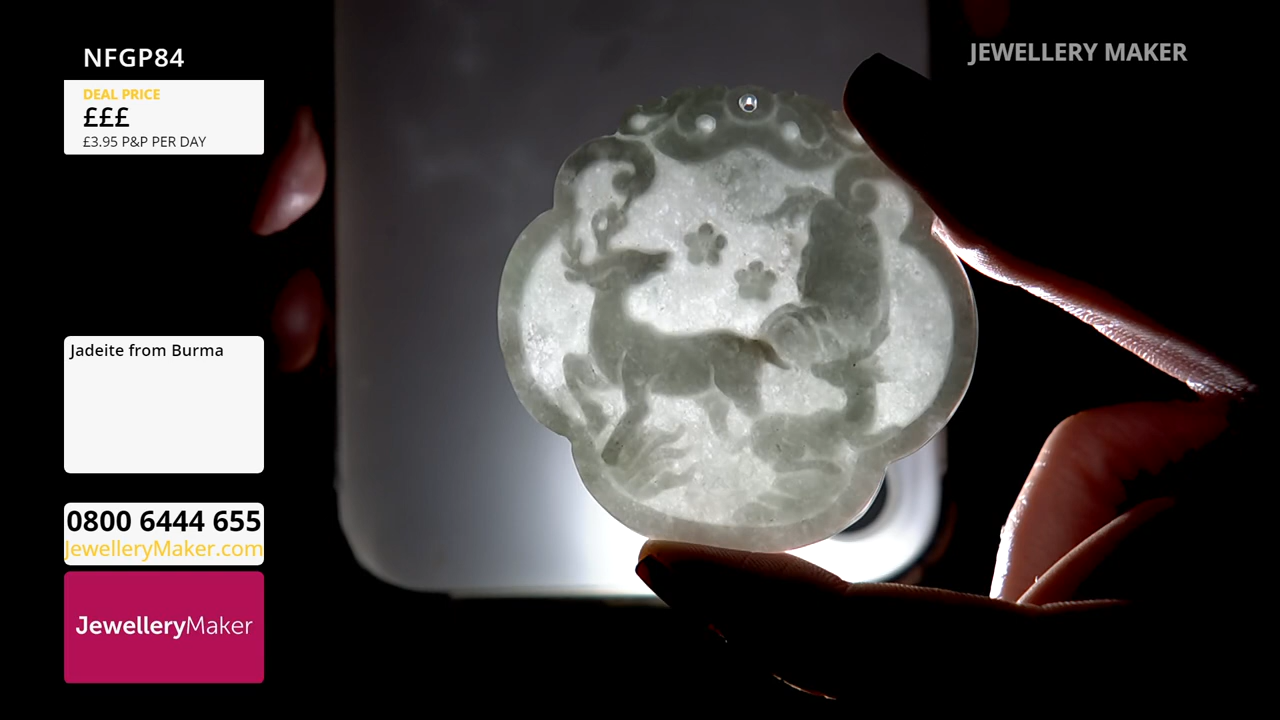 NFGP84
DEAL PRICE
£££
£3.95 P&P PER DAY
JEWELLERY MAKER
Jadeite from Burma
0800 6444 655
JewelleryMaker.com
JewelleryMaker